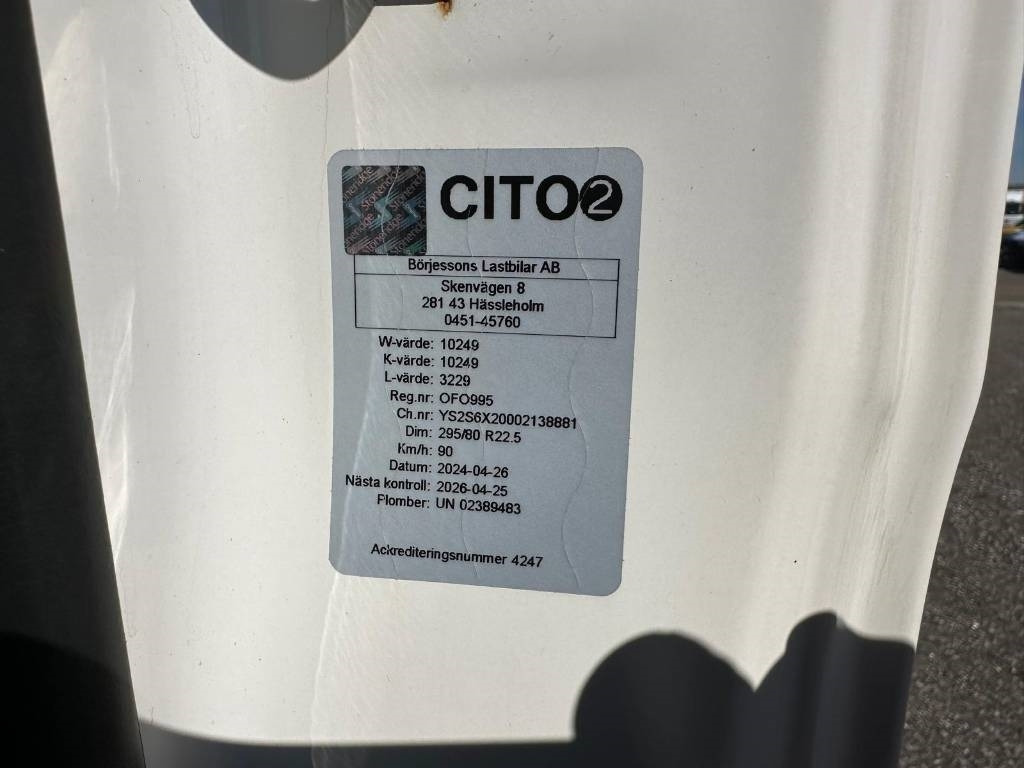 Stoneridge
CITO2
Börjessons Lastbilar AB
Skenvägen 8
281 43 Hässleholm
0451-45760
W-värde: 10249
K-värde: 10249
L-värde: 3229
Reg.nr: OFO995
Ch.nr: YS2S6X20002138881
Dim: 295/80 R22.5
Km/h: 90
Datum: 2024-04-26
Nästa kontroll: 2026-04-25
Plomber: UN 02389483
Ackrediteringsnummer 4247